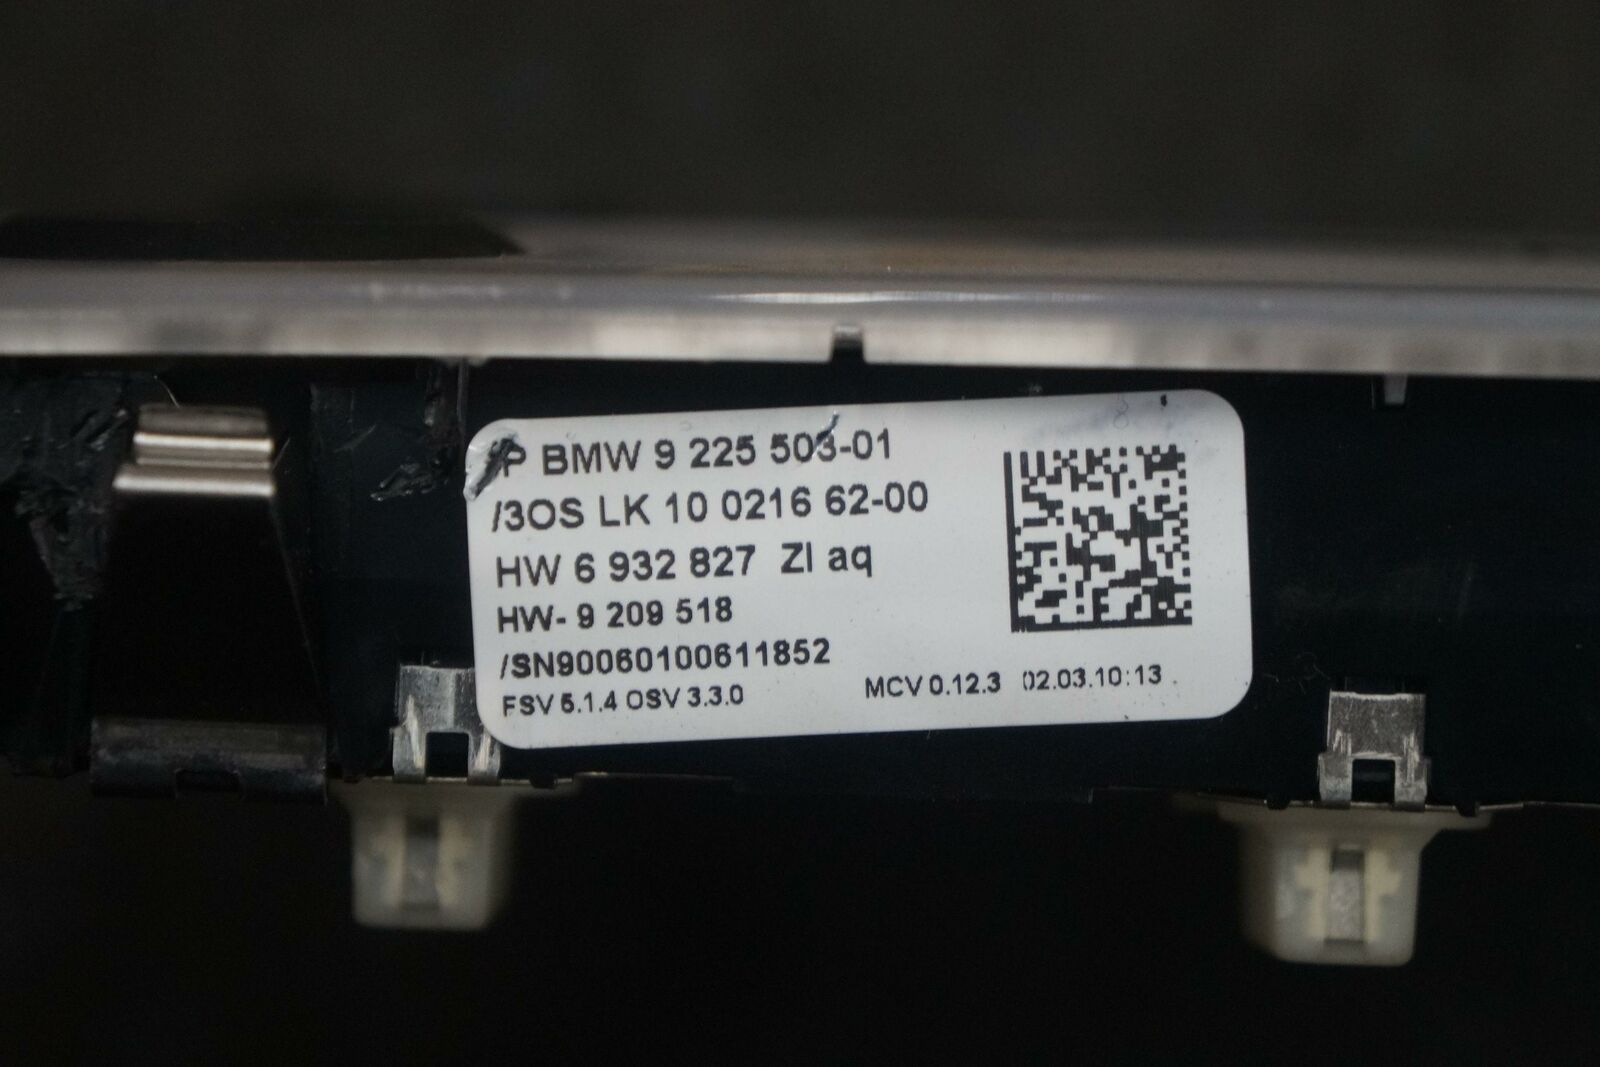 P BMW 9 225 503-01
/3OS LK 10 0216 62-00
HW 6 932 827 ZI aq
HW- 9 209 518
/SN90060100611852
FSV 5.1.4 OSV 3.3.0 MCV 0.12.3 02.03.10:13